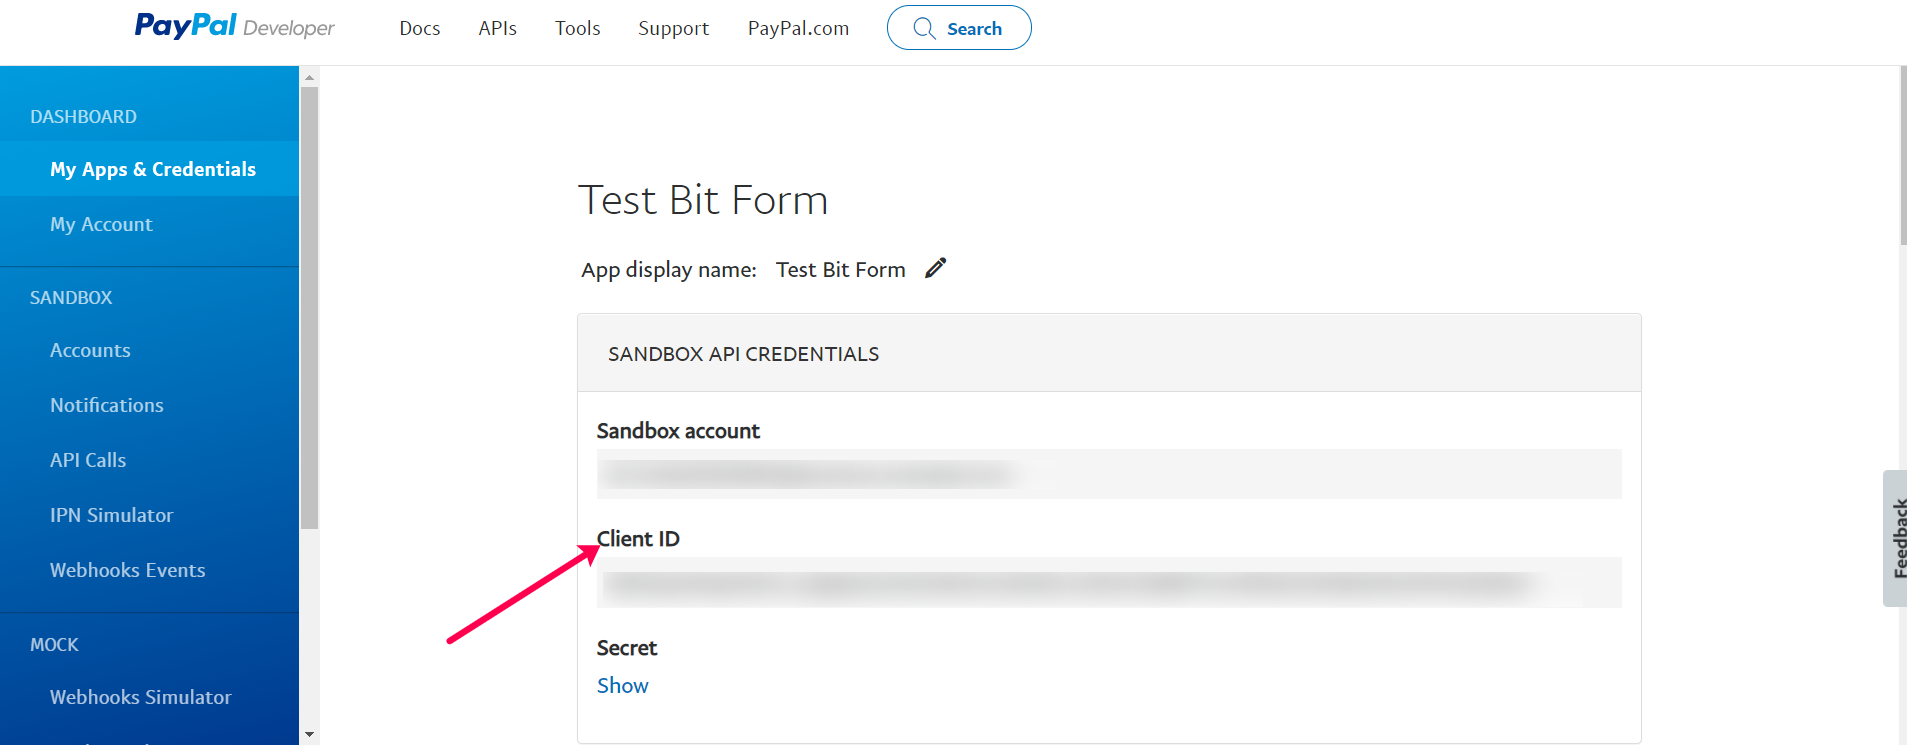 PayPal Developer
Docs APIs Tools Support PayPal.com Search
DASHBOARD
My Apps & Credentials
My Account
SANDBOX
Accounts
Notifications
API Calls
IPN Simulator
Webhooks Events
MOCK
Webhooks Simulator
Test Bit Form
App display name: Test Bit Form
SANDBOX API CREDENTIALS
Sandbox account
Client ID
Secret
Show
Feedback